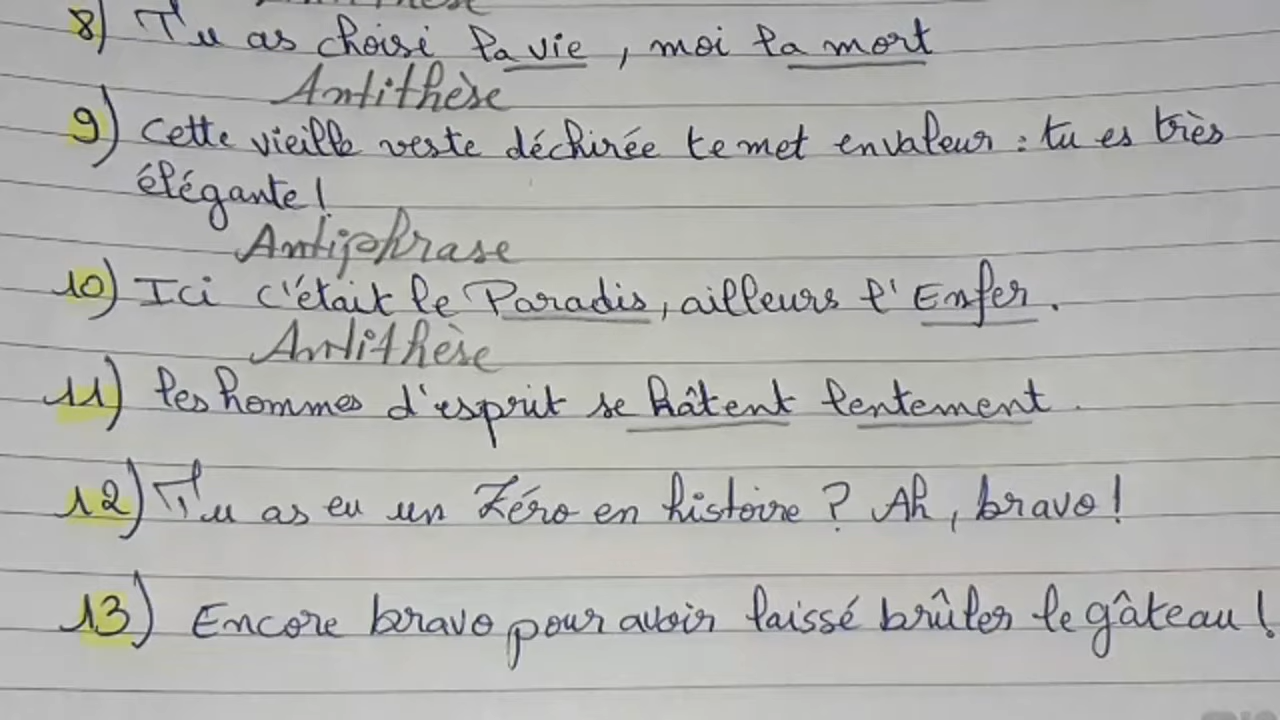 8) Tu as choisi la vie, moi la mort
Antithèse
9) Cette vieille veste déchirée te met en valeur : tu es très
élégante !
Antiphrase
10) Ici c'était le Paradis, ailleurs l'Enfer.
Antithèse
11) les hommes d'esprit se hâtent lentement.
12) Tu as eu un Zéro en histoire ? Ah, bravo !
13) Encore bravo pour avoir laissé brûler le gâteau !